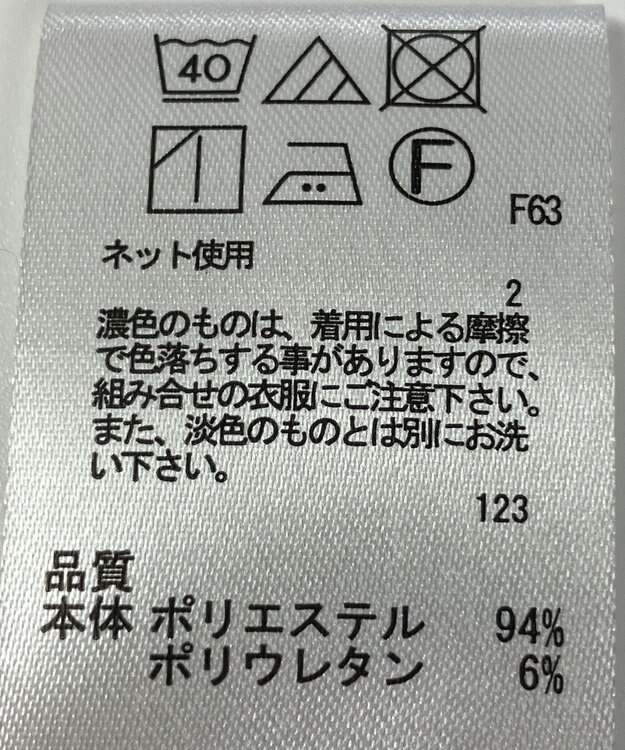 40
F
F63
ネット使用
2
濃色のものは、着用による摩擦
で色落ちする事がありますので、
組み合せの衣服にご注意下さい。
また、淡色のものとは別にお洗
い下さい。
123
品質
本体 ポリエステル 94%
ポリウレタン 6%